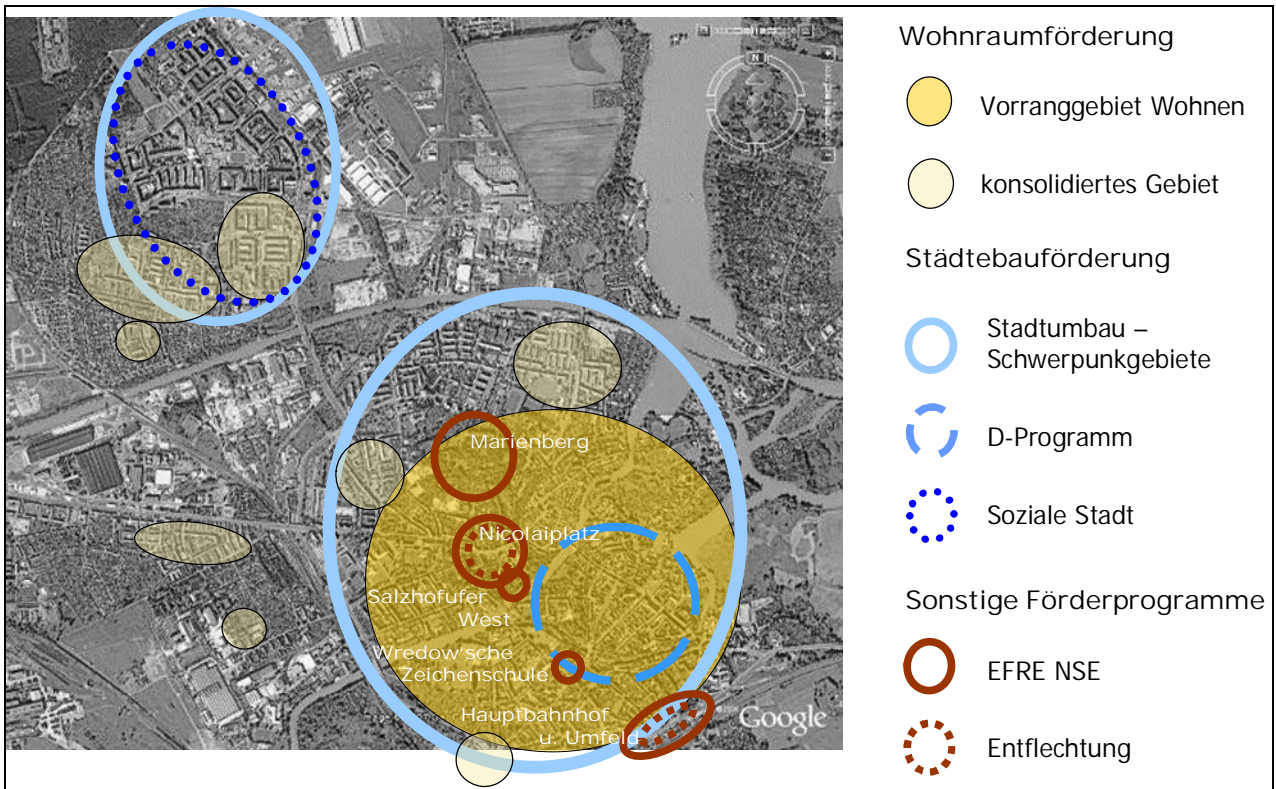 Marienberg
Nicolaiplatz
Salzhofufer
West
Wredow'sche
Zeichenschule
Hauptbahnhof
u. Umfeld
Google
N
Wohnraumförderung
Vorranggebiet Wohnen
konsolidiertes Gebiet
Städtebauförderung
Stadtumbau –
Schwerpunkgebiete
D-Programm
Soziale Stadt
Sonstige Förderprogramme
EFRE NSE
Entflechtung